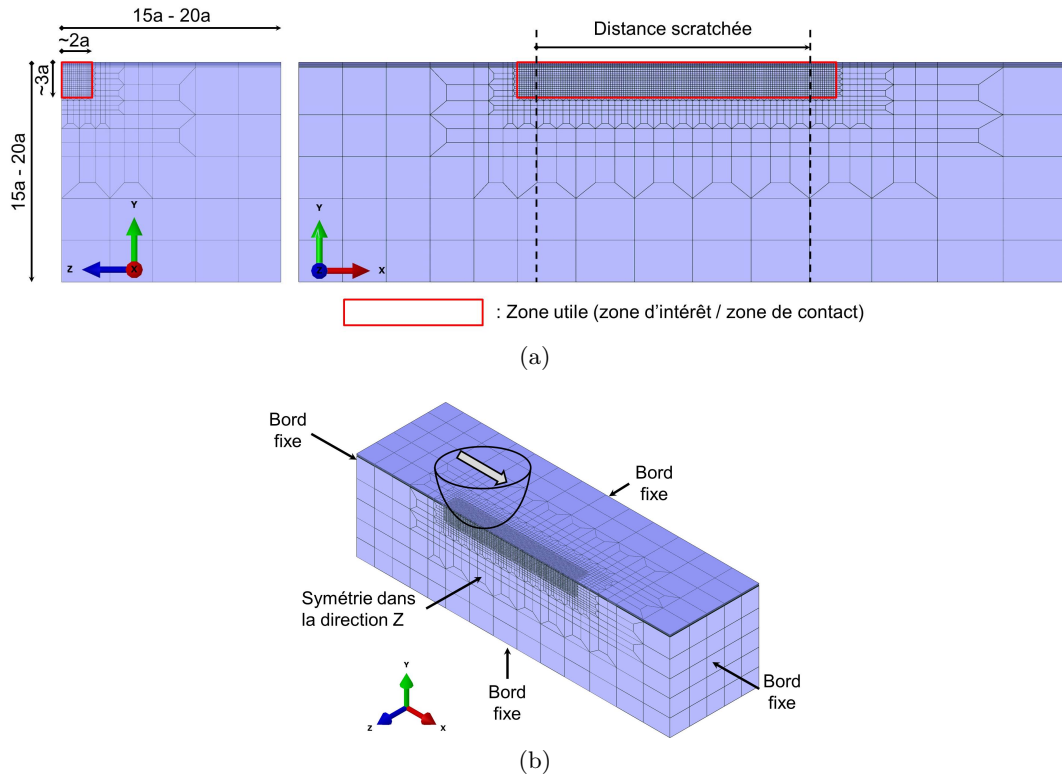 15a - 20a
~2a
~3a
15a - 20a
Distance scratchée
Y
Z
X
Y
Z
X
: Zone utile (zone d'intérêt / zone de contact)
(a)
Bord
fixe
Bord
fixe
Symétrie dans
la direction Z
Bord
fixe
Bord
fixe
Y
Z
X
(b)